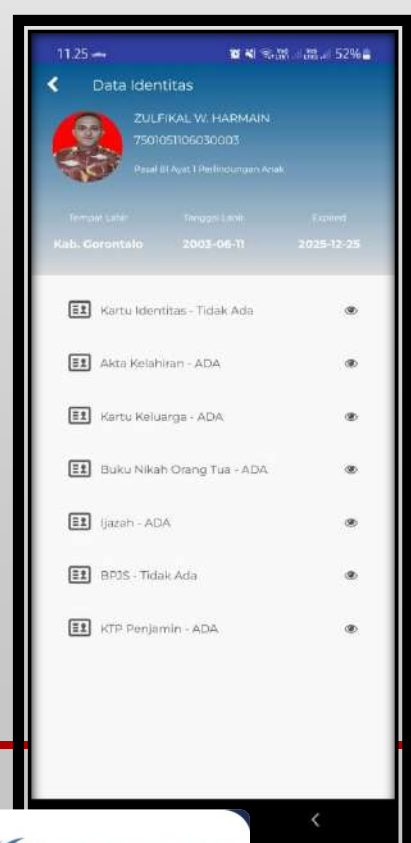 11.25
52%
Data Identitas
ZULFIKAL W. HARMAIN
7501051106030003
Pasal 81 Ayat 1 Perlindungan Anak
Tempat Lahir Tanggal Lahir Expired
Kab. Gorontalo 2003-06-11 2025-12-25
Kartu Identitas - Tidak Ada
Akta Kelahiran - ADA
Kartu Keluarga - ADA
Buku Nikah Orang Tua - ADA
Ijazah - ADA
BPJS - Tidak Ada
KTP Penjamin - ADA